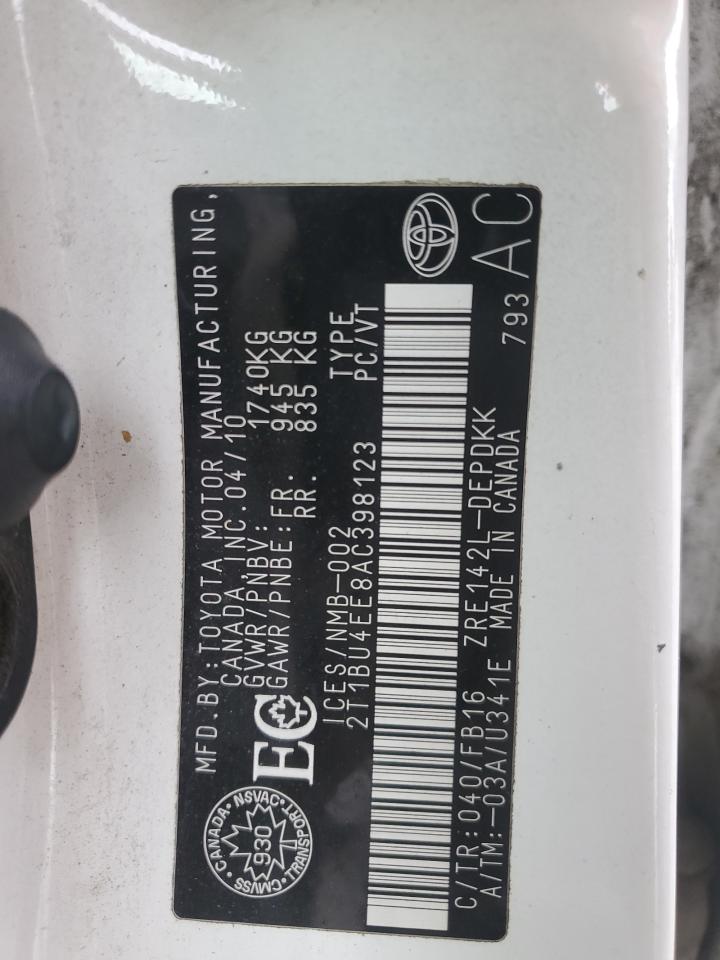 MFD.BY:TOYOTA MOTOR MANUFACTURING,
CANADA,INC.04/10
GVWR/PNBV: 1740KG
GAWR/PNBE:FR. 945 KG
RR. 835 KG
CANADA • NSVAC • TRANSPORT • CMVSS
930
EC
ICES/NMB-002 TYPE
2T1BU4EE8AC398123 PC/VT
C/TR:040/FB16 ZRE142L-DEPDKK 793
A/TM:-03A/U341E MADE IN CANADA AC